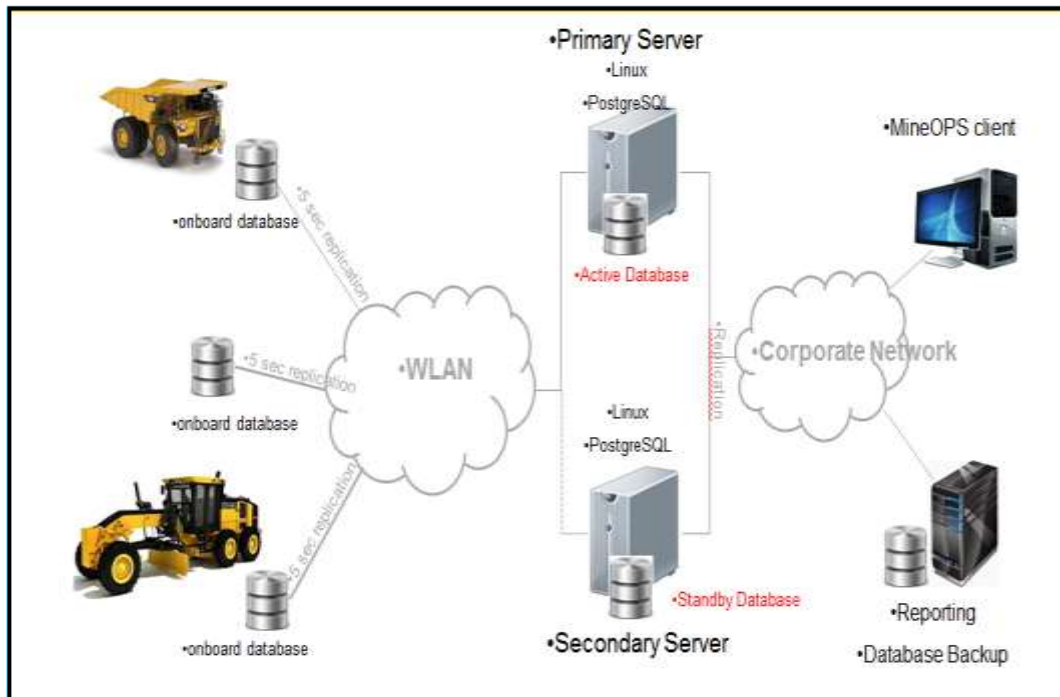 •Primary Server
•Linux
•PostgreSQL
•MineOPS client
•onboard database
•5 sec replication
•Active Database
•Replication
•WLAN
•Corporate Network
•5 sec replication
•onboard database
•Linux
•PostgreSQL
•5 sec replication
•Standby Database
•onboard database
•Secondary Server
•Reporting
•Database Backup